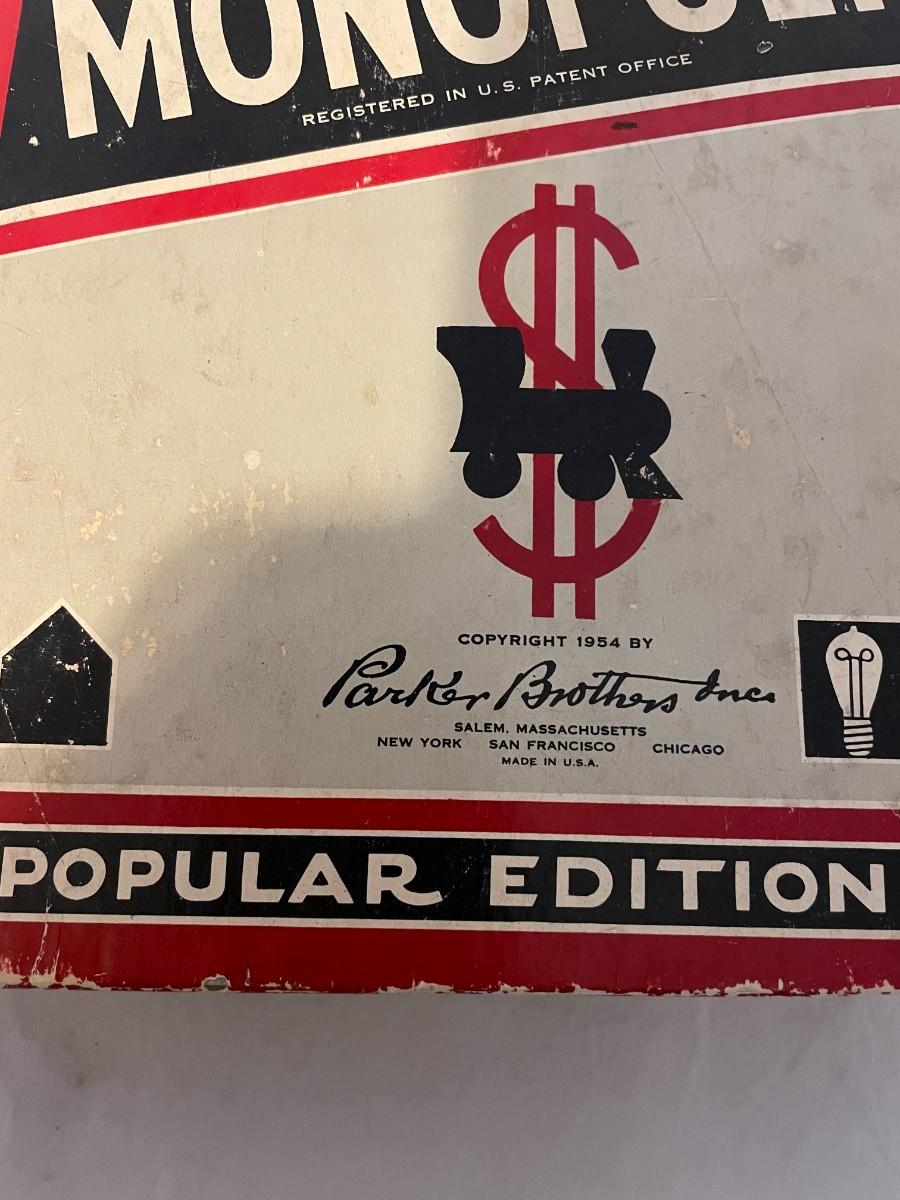 MONOPOLY
REGISTERED IN U.S. PATENT OFFICE
$
COPYRIGHT 1954 BY
Parker Brothers Inc.
SALEM, MASSACHUSETTS
NEW YORK SAN FRANCISCO CHICAGO
MADE IN U.S.A.
POPULAR EDITION